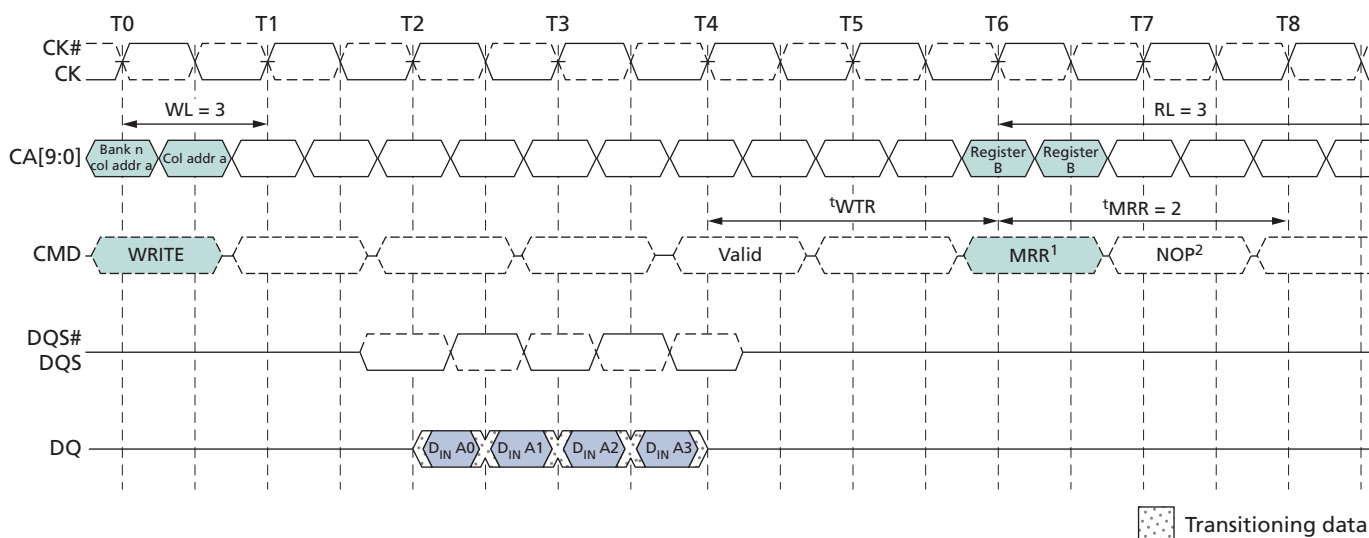 T0 T1 T2 T3 T4 T5 T6 T7 T8
CK#
CK
WL = 3
RL = 3
CA[9:0]
Bank n
col addr a
Col addr a
Register
B
Register
B
tWTR
tMRR = 2
CMD
WRITE
Valid
MRR1
NOP2
DQS#
DQS
DQ
DIN A0
DIN A1
DIN A2
DIN A3
Transitioning data